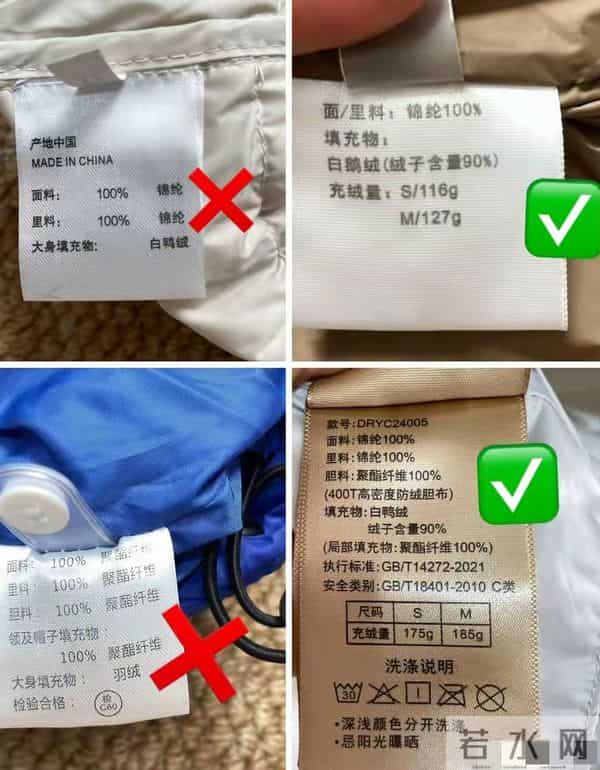 产地中国
MADE IN CHINA
面料： 100% 锦纶
里料： 100% 锦纶
大身填充物： 白鸭绒
面/里料：锦纶100%
填充物：
白鹅绒(绒子含量90%)
充绒量：S/116g
M/127g
面料： 100% 聚酯纤维
里料： 100% 聚酯纤维
胆料： 100% 聚酯纤维
领及帽子填充物：
100% 聚酯纤维
大身填充物： 羽绒
检验合格： 检 G60
款号:DRYC24005
面料:锦纶100%
里料:锦纶100%
胆料:聚酯纤维100%
(400T高密度防绒胆布)
填充物:白鸭绒
绒子含量90%
(局部填充物:聚酯纤维100%)
执行标准:GB/T14272-2021
安全类别:GB/T18401-2010 C类
尺码 S M
充绒量 175g 185g
洗涤说明:
30
•深浅颜色分开洗涤
•忌阳光曝晒
若水网